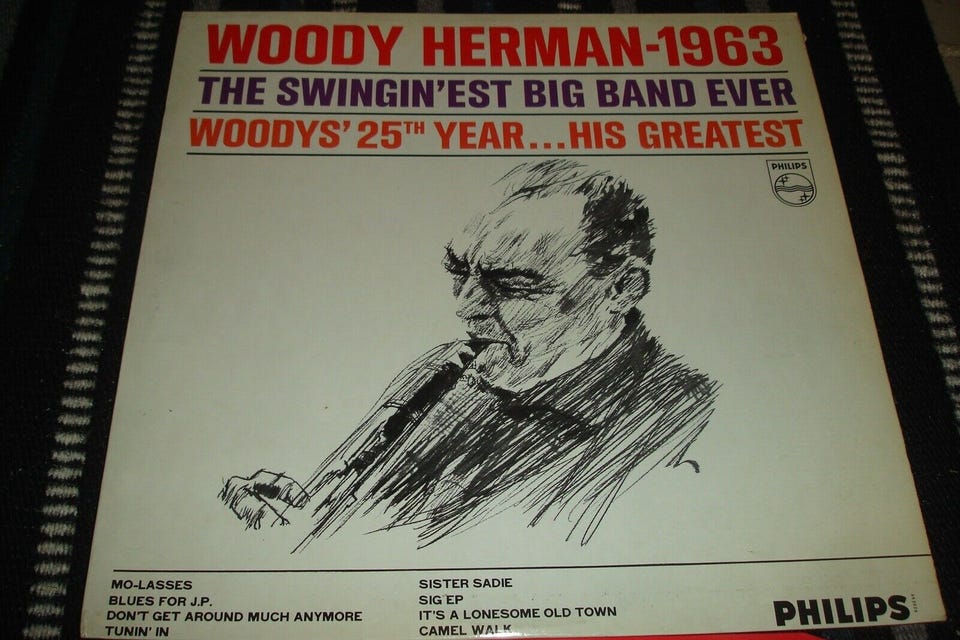 WOODY HERMAN-1963
THE SWINGIN'EST BIG BAND EVER
WOODYS' 25TH YEAR...HIS GREATEST
PHILIPS
MO-LASSES
BLUES FOR J.P.
DON'T GET AROUND MUCH ANYMORE
TUNIN' IN
SISTER SADIE
SIG EP
IT'S A LONESOME OLD TOWN
CAMEL WALK
PHILIPS